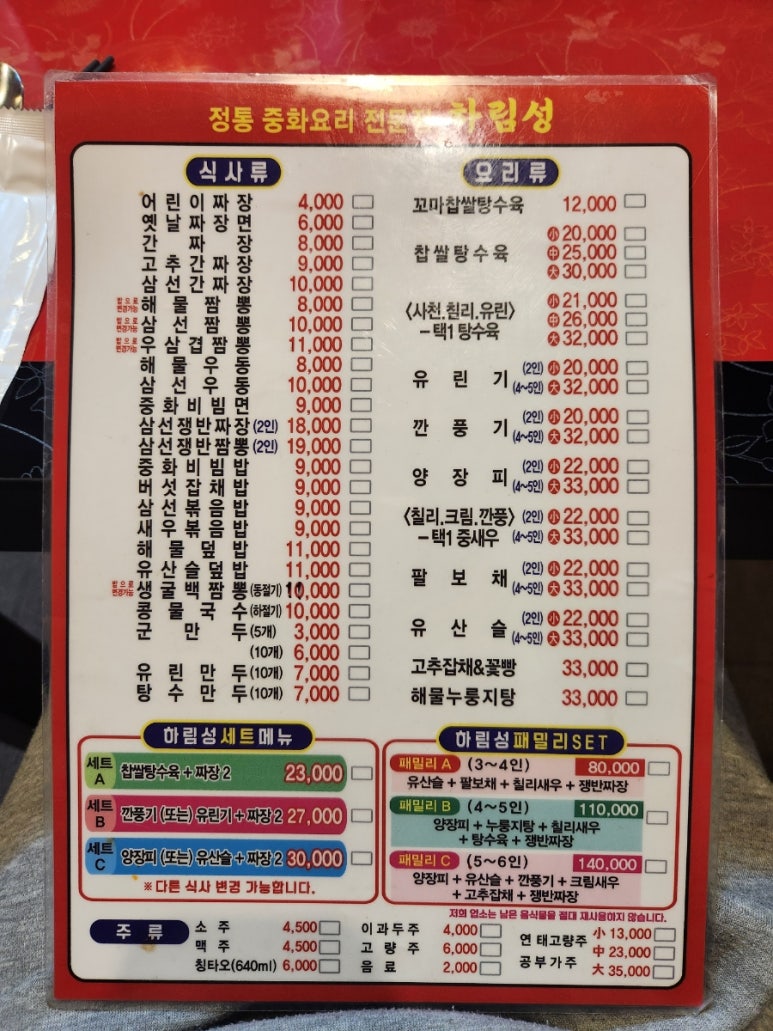 정통 중화요리 전문 하림성
식사류
어린이짜장 4,000
옛날짜장면 6,000
간짜장 8,000
고추간짜장 9,000
삼선간짜장 10,000
밥으로 변경가능 해물짬뽕 8,000
밥으로 변경가능 삼선짬뽕 10,000
밥으로 변경가능 우삼겹짬뽕 11,000
해물우동 8,000
삼선우동 10,000
중화비빔면 9,000
삼선쟁반짜장(2인) 18,000
삼선쟁반짬뽕(2인) 19,000
중화비빔밥 9,000
버섯잡채밥 9,000
삼선볶음밥 9,000
새우볶음밥 9,000
해물덮밥 11,000
유산슬덮밥 11,000
밥으로 변경가능 생굴백짬뽕(동절기) ,000
콩물국수(하절기) 10,000
군만두(5개) 3,000
(10개) 6,000
유린만두(10개) 7,000
탕수만두(10개) 7,000
요리류
꼬마찹쌀탕수육 12,000
小 20,000
찹쌀탕수육 中 25,000
大 30,000
小 21,000
<사천.칠리.유린> 中 26,000
-택1 탕수육 大 32,000
유린기 (2인) 小 20,000
(4~5인) 大 32,000
깐풍기 (2인) 小 20,000
(4~5인) 大 32,000
양장피 (2인) 小 22,000
(4~5인) 大 33,000
<칠리.크림.깐풍> (2인) 小 22,000
-택1 중새우 (4~5인) 大 33,000
팔보채 (2인) 小 22,000
(4~5인) 大 33,000
유산슬 (2인) 小 22,000
(4~5인) 大 33,000
고추잡채&꽃빵 33,000
해물누룽지탕 33,000
하림성세트메뉴
세트 A 찹쌀탕수육 + 짜장 2 23,000
세트 B 깐풍기 (또는) 유린기 + 짜장 2 27,000
세트 C 양장피 (또는) 유산슬 + 짜장 2 30,000
※ 다른 식사 변경 가능합니다.
하림성패밀리SET
패밀리 A (3~4인) 80,000
유산슬 + 팔보채 + 칠리새우 + 쟁반짜장
패밀리 B (4~5인) 110,000
양장피 + 누룽지탕 + 칠리새우
+ 탕수육 + 쟁반짜장
패밀리 C (5~6인) 140,000
양장피 + 유산슬 + 깐풍기 + 크림새우
+ 고추잡채 + 쟁반짜장
저희 업소는 남은 음식물을 절대 재사용하지 않습니다.
주류
소주 4,500
맥주 4,500
칭타오(640ml) 6,000
이과두주 4,000
고량주 6,000
음료 2,000
연태고량주 小 13,000
中 23,000
공부가주 大 35,000